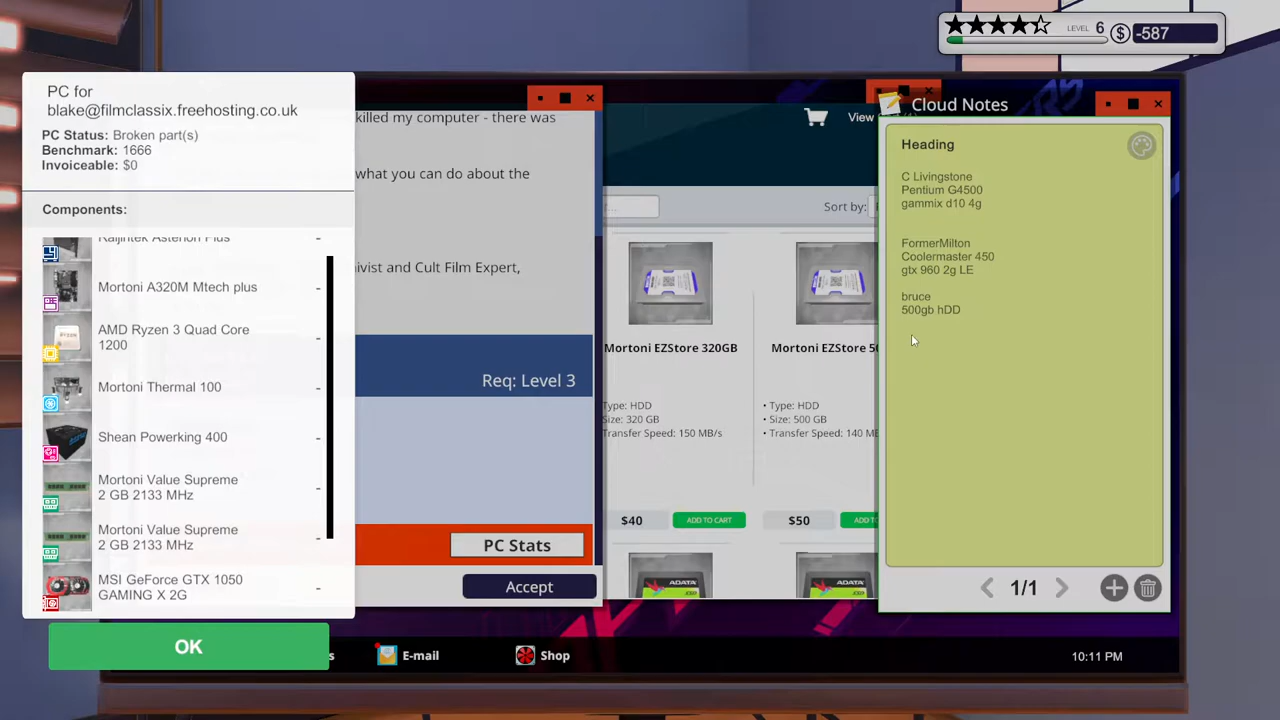 LEVEL 6
$ -587
PC for
blake@filmclassix.freehosting.co.uk
PC Status: Broken part(s)
Benchmark: 1666
Invoiceable: $0
Components:
Raijintek Asterion Plus -
Mortoni A320M Mtech plus -
AMD Ryzen 3 Quad Core
1200 -
Mortoni Thermal 100 -
Shean Powerking 400 -
Mortoni Value Supreme
2 GB 2133 MHz -
Mortoni Value Supreme
2 GB 2133 MHz -
MSI GeForce GTX 1050
GAMING X 2G -
OK
killed my computer - there was
what you can do about the
ivist and Cult Film Expert,
Req: Level 3
PC Stats
Accept
View
Sort by:
Mortoni EZStore 320GB
Type: HDD
• Size: 320 GB
Transfer Speed: 150 MB/s
$40
ADD TO CART
Mortoni EZStore 50
• Type: HDD
• Size: 500 GB
• Transfer Speed: 140 MB
$50
ADD TO
Cloud Notes
Heading
C Livingstone
Pentium G4500
gammix d10 4g
FormerMilton
Coolermaster 450
gtx 960 2g LE
bruce
500gb hDD
1/1
E-mail
Shop
10:11 PM